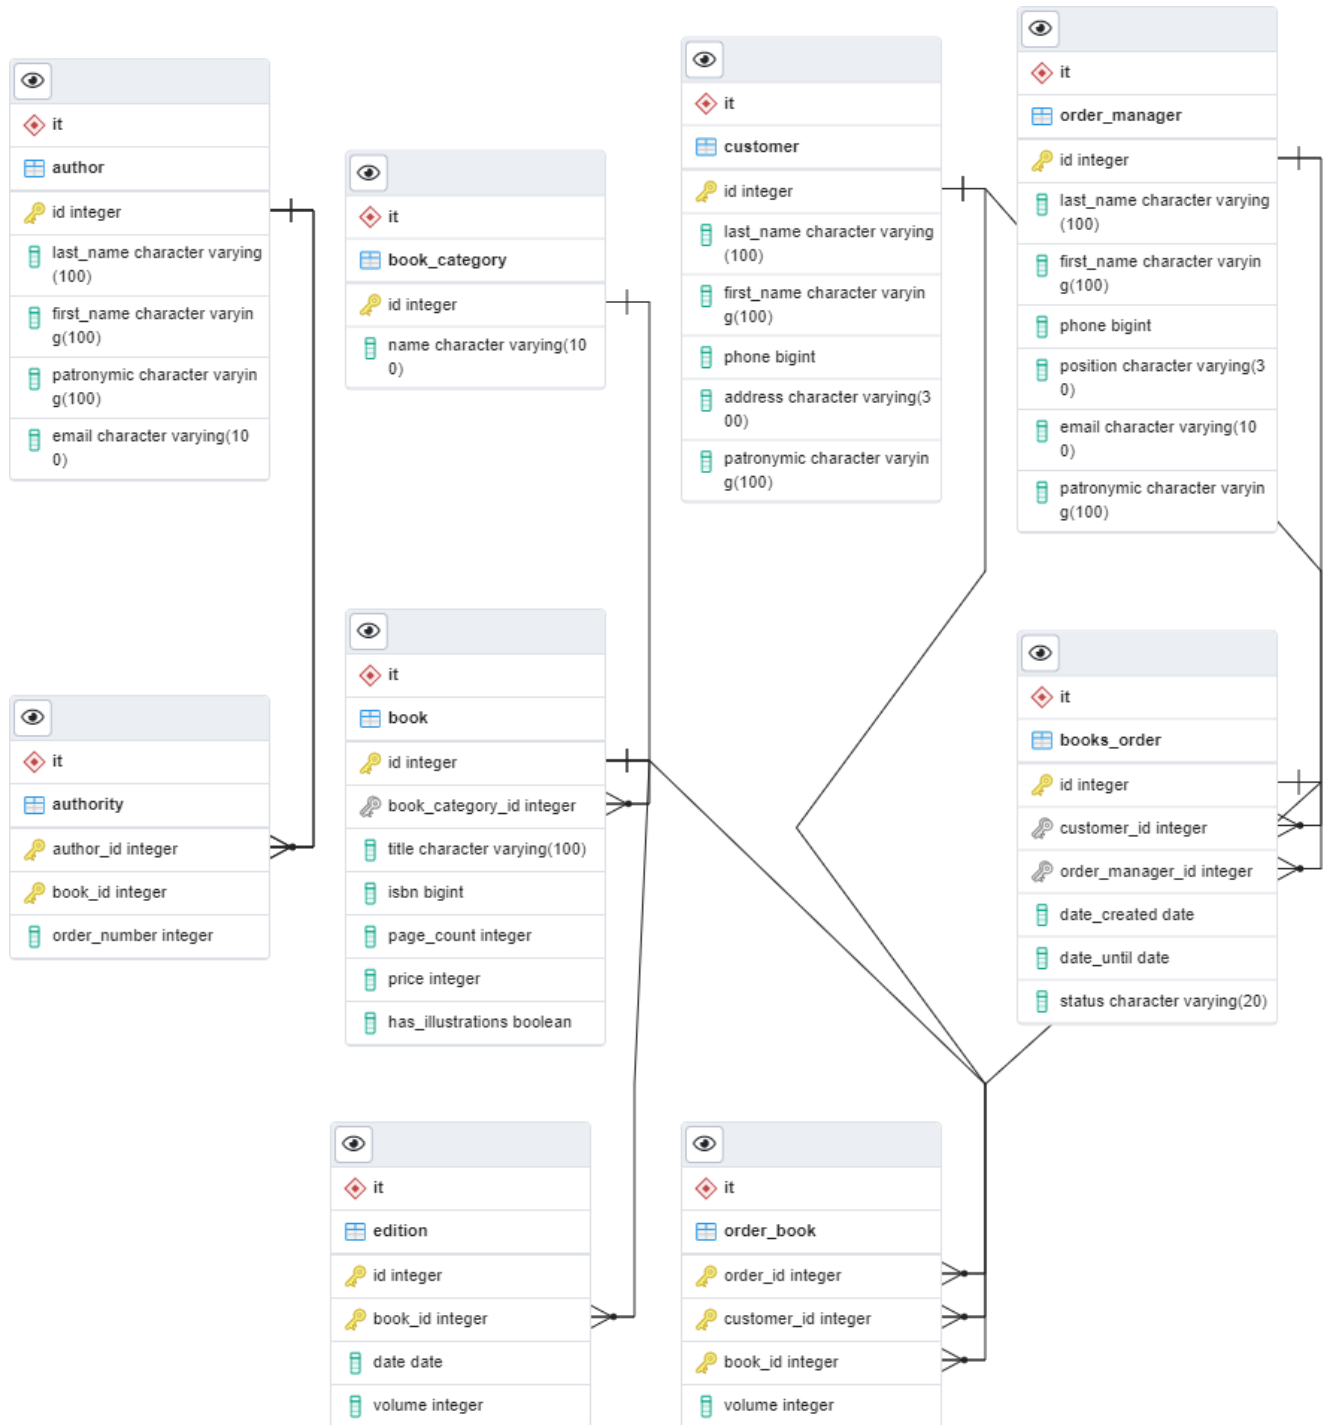 it
author
id integer
last_name character varying
(100)
first_name character varyin
g(100)
patronymic character varyin
g(100)
email character varying(10
0)
it
book_category
id integer
name character varying(10
0)
it
customer
id integer
last_name character varying
(100)
first_name character varyin
g(100)
phone bigint
address character varying(3
00)
patronymic character varyin
g(100)
it
order_manager
id integer
last_name character varying
(100)
first_name character varyin
g(100)
phone bigint
position character varying(3
0)
email character varying(10
0)
patronymic character varyin
g(100)
it
authority
author_id integer
book_id integer
order_number integer
it
book
id integer
book_category_id integer
title character varying(100)
isbn bigint
page_count integer
price integer
has_illustrations boolean
it
books_order
id integer
customer_id integer
order_manager_id integer
date_created date
date_until date
status character varying(20)
it
edition
id integer
book_id integer
date date
volume integer
it
order_book
order_id integer
customer_id integer
book_id integer
volume integer